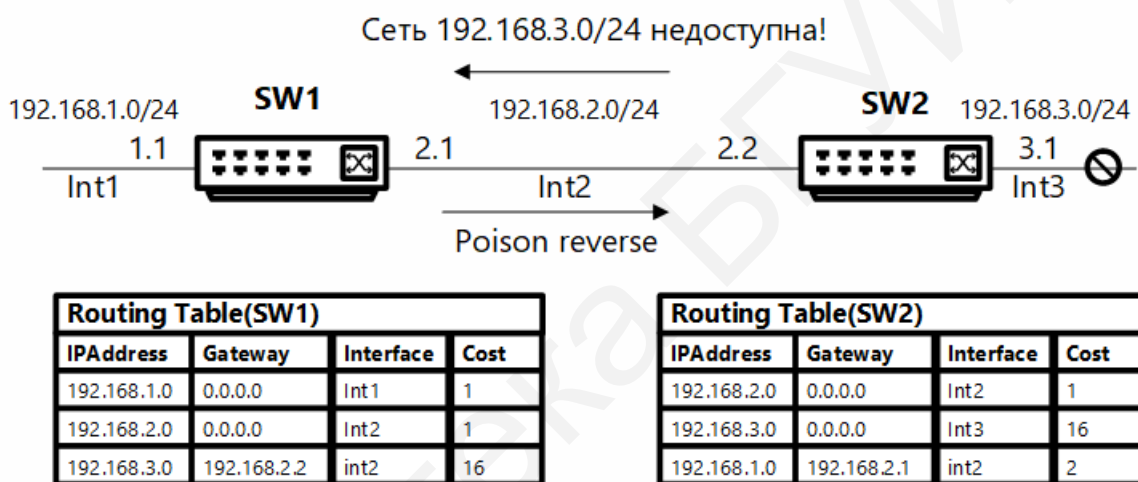 Сеть 192.168.3.0/24 недоступна!
192.168.1.0/24 SW1 192.168.2.0/24 SW2 192.168.3.0/24
1.1 2.1 2.2 3.1
Int1 Int2 Int3
Poison reverse
Routing Table(SW1)
IPAddress Gateway Interface Cost
192.168.1.0 0.0.0.0 Int1 1
192.168.2.0 0.0.0.0 Int2 1
192.168.3.0 192.168.2.2 int2 16
Routing Table(SW2)
IPAddress Gateway Interface Cost
192.168.2.0 0.0.0.0 Int2 1
192.168.3.0 0.0.0.0 Int3 16
192.168.1.0 192.168.2.1 int2 2